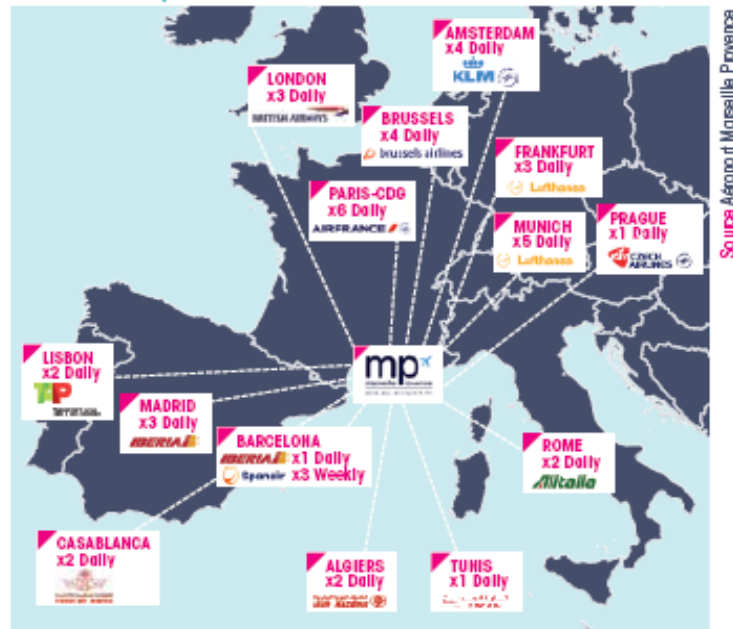 AMSTERDAM
x4 Daily
KLM
LONDON
x3 Daily
BRITISH AIRWAYS
BRUSSELS
x4 Daily
brussels airlines
FRANKFURT
x3 Daily
Lufthansa
PARIS-CDG
x6 Daily
AIRFRANCE
MUNICH
x5 Daily
Lufthansa
PRAGUE
x1 Daily
CZECH
AIRLINES
mp
LISBON
x2 Daily
TAP
MADRID
x3 Daily
IBERIA
BARCELONA
IBERIA x1 Daily
Spanair x3 Weekly
ROME
x2 Daily
Alitalia
CASABLANCA
x2 Daily
ALGIERS
x2 Daily
AIR ALGERIE
TUNIS
x1 Daily
Source Aéroport Marseille Provence